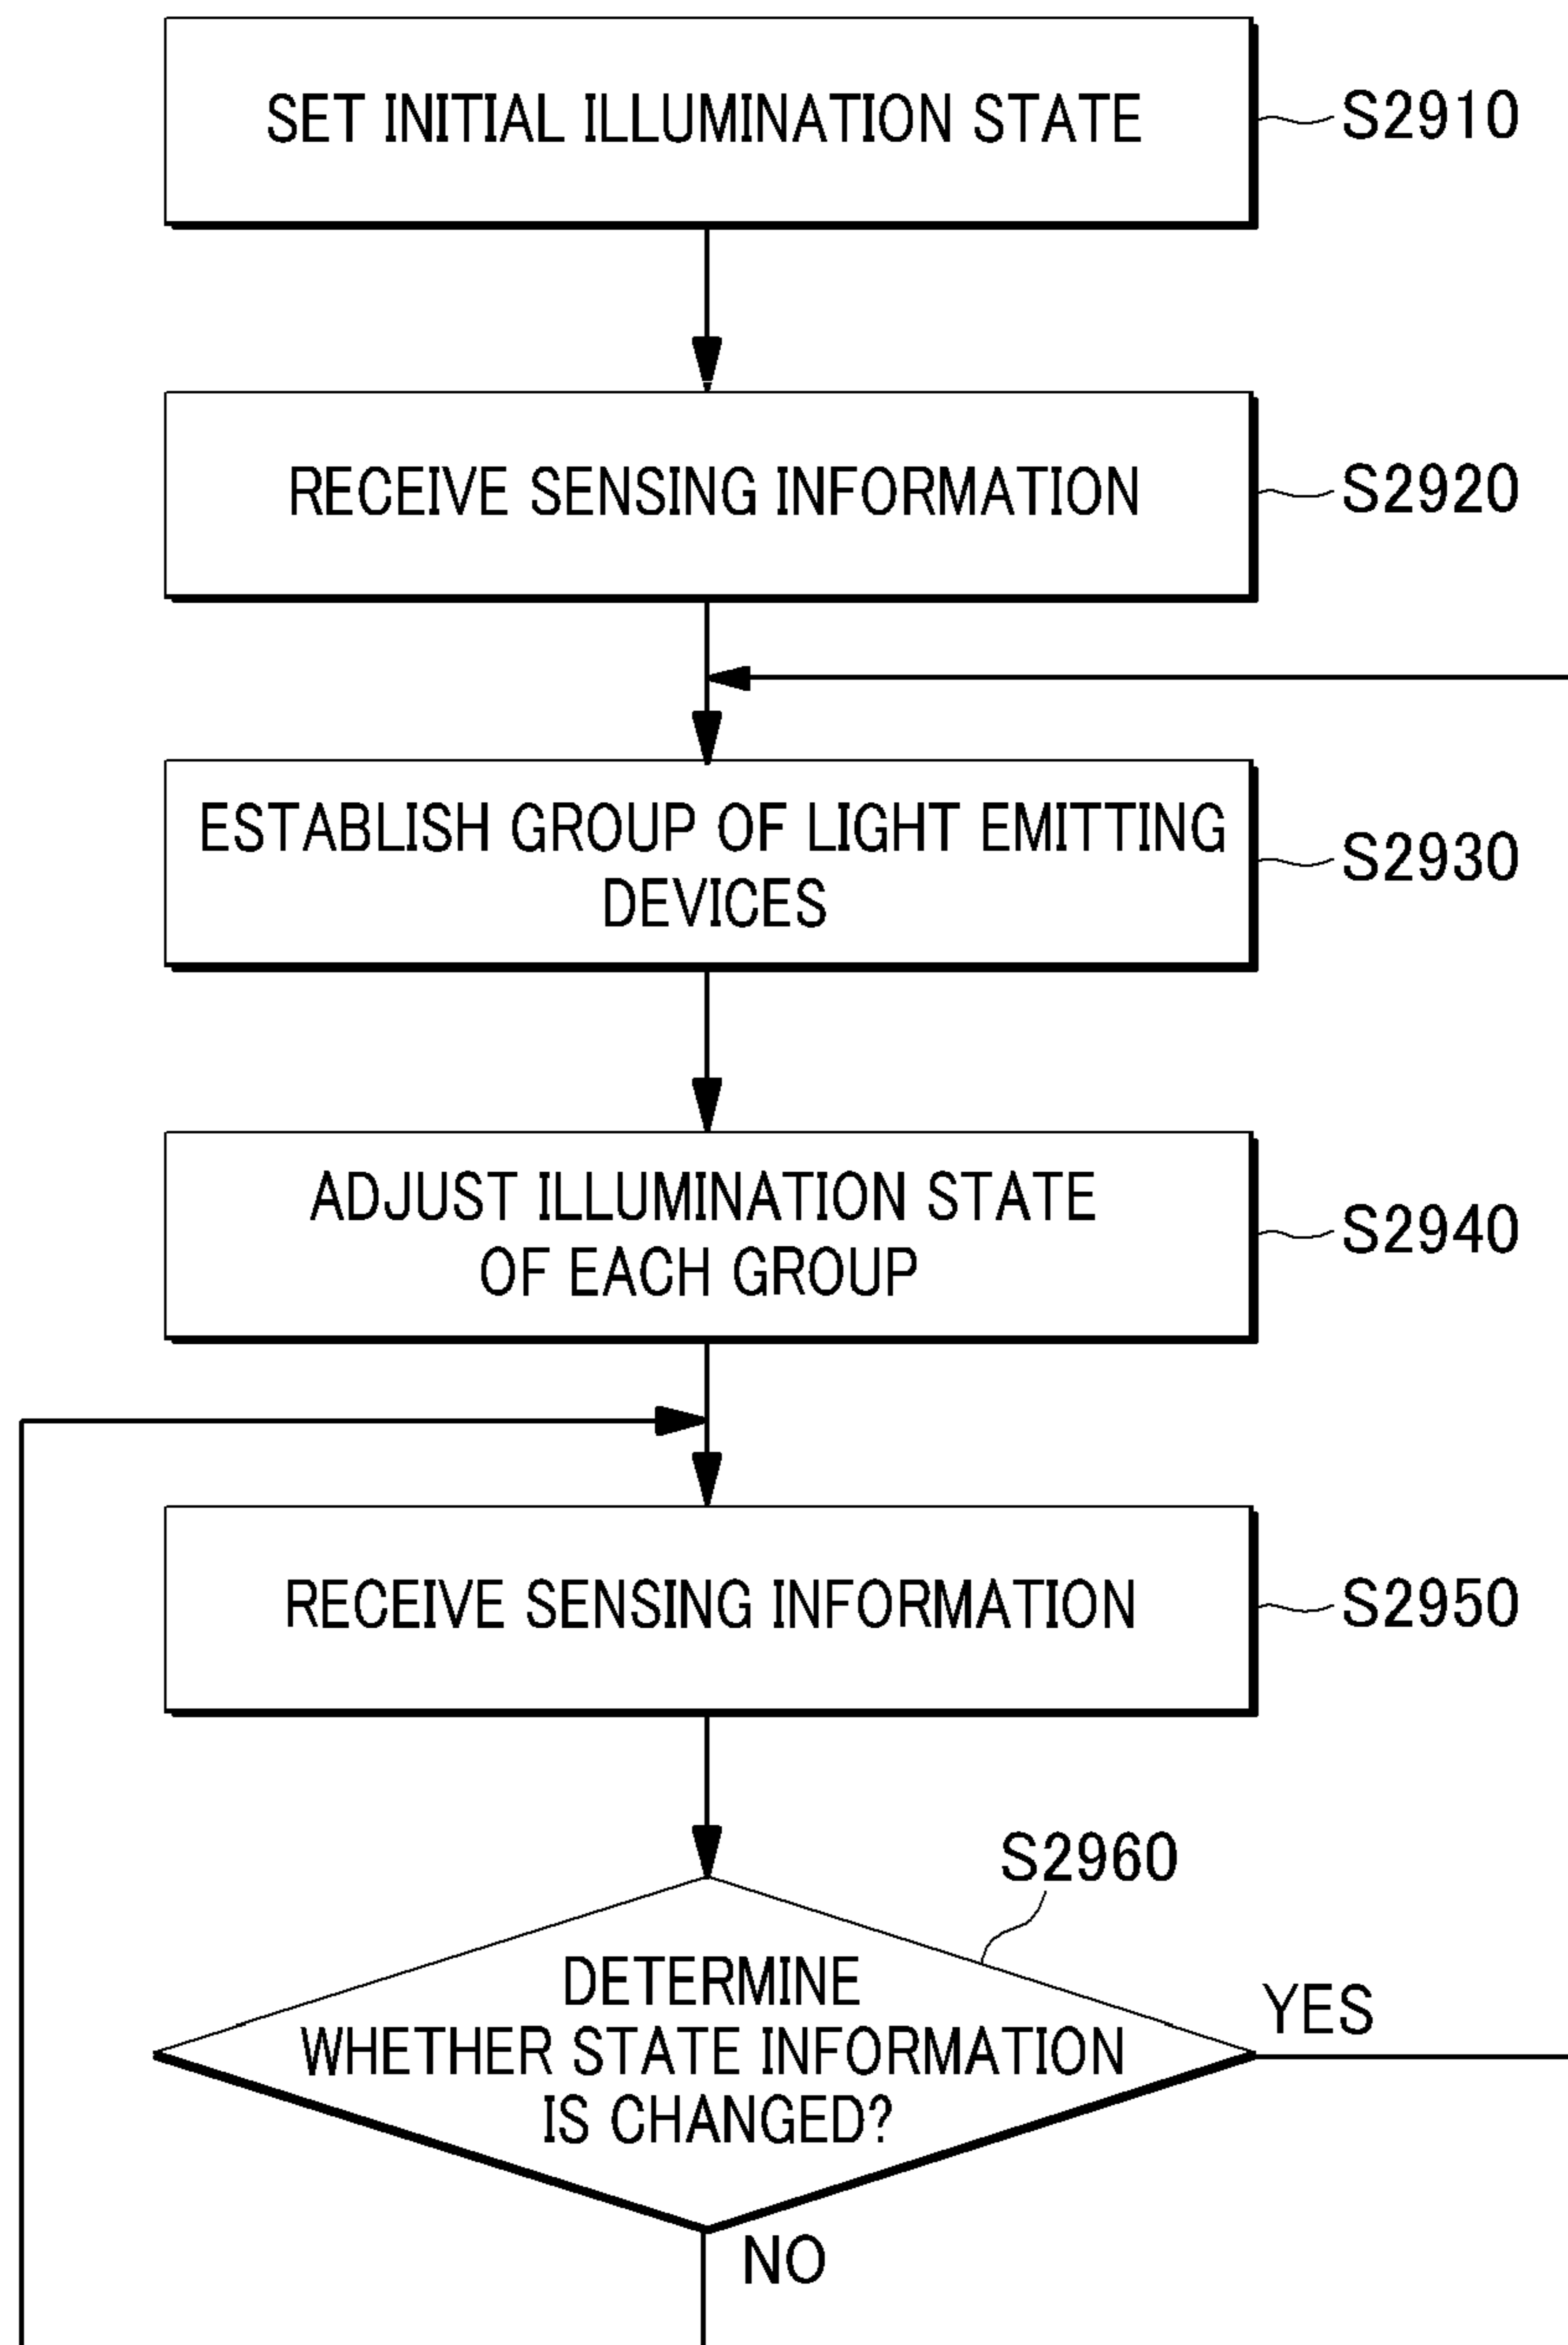 SET INITIAL ILLUMINATION STATE
S2910
RECEIVE SENSING INFORMATION
S2920
ESTABLISH GROUP OF LIGHT EMITTING
DEVICES
S2930
ADJUST ILLUMINATION STATE
OF EACH GROUP
S2940
RECEIVE SENSING INFORMATION
S2950
S2960
DETERMINE
WHETHER STATE INFORMATION
IS CHANGED?
YES
NO